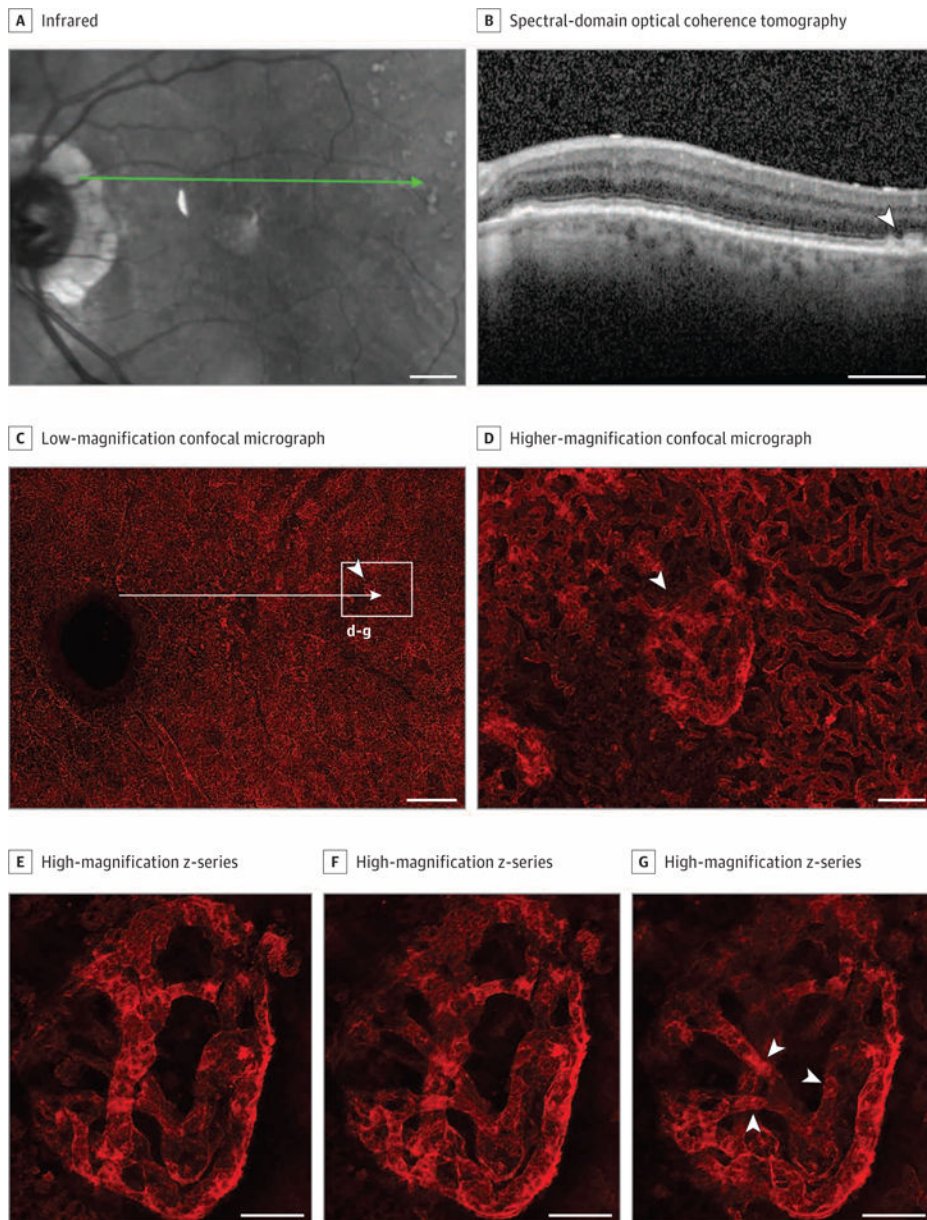 A Infrared
B Spectral-domain optical coherence tomography
C Low-magnification confocal micrograph
D Higher-magnification confocal micrograph
d-g
E High-magnification z-series
F High-magnification z-series
G High-magnification z-series